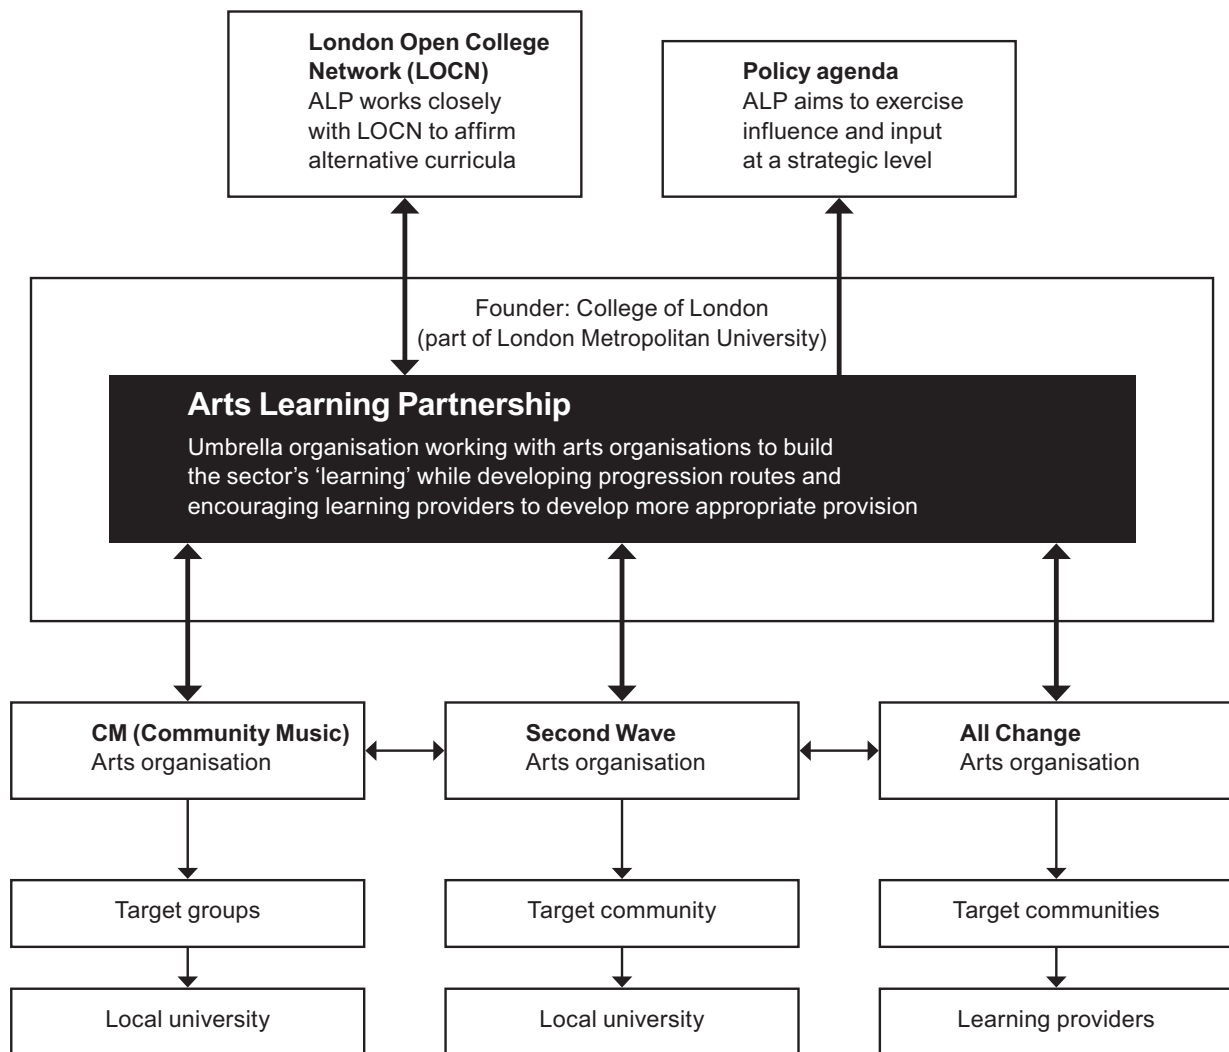 London Open College
Network (LOCN)
ALP works closely
with LOCN to affirm
alternative curricula
Policy agenda
ALP aims to exercise
influence and input
at a strategic level
Founder: College of London
(part of London Metropolitan University)
Arts Learning Partnership
Umbrella organisation working with arts organisations to build
the sector’s ‘learning’ while developing progression routes and
encouraging learning providers to develop more appropriate provision
CM (Community Music)
Arts organisation
Second Wave
Arts organisation
All Change
Arts organisation
Target groups
Target community
Target communities
Local university
Local university
Learning providers